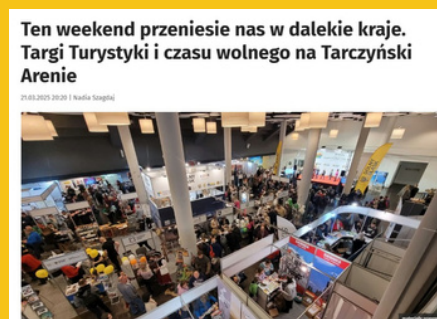 Ten weekend przeniesie nas w dalekie kraje.
Targi Turystyki i czasu wolnego na Tarczyński
Arenie
21.03.2025 20:20 | Nadia Szagdaj